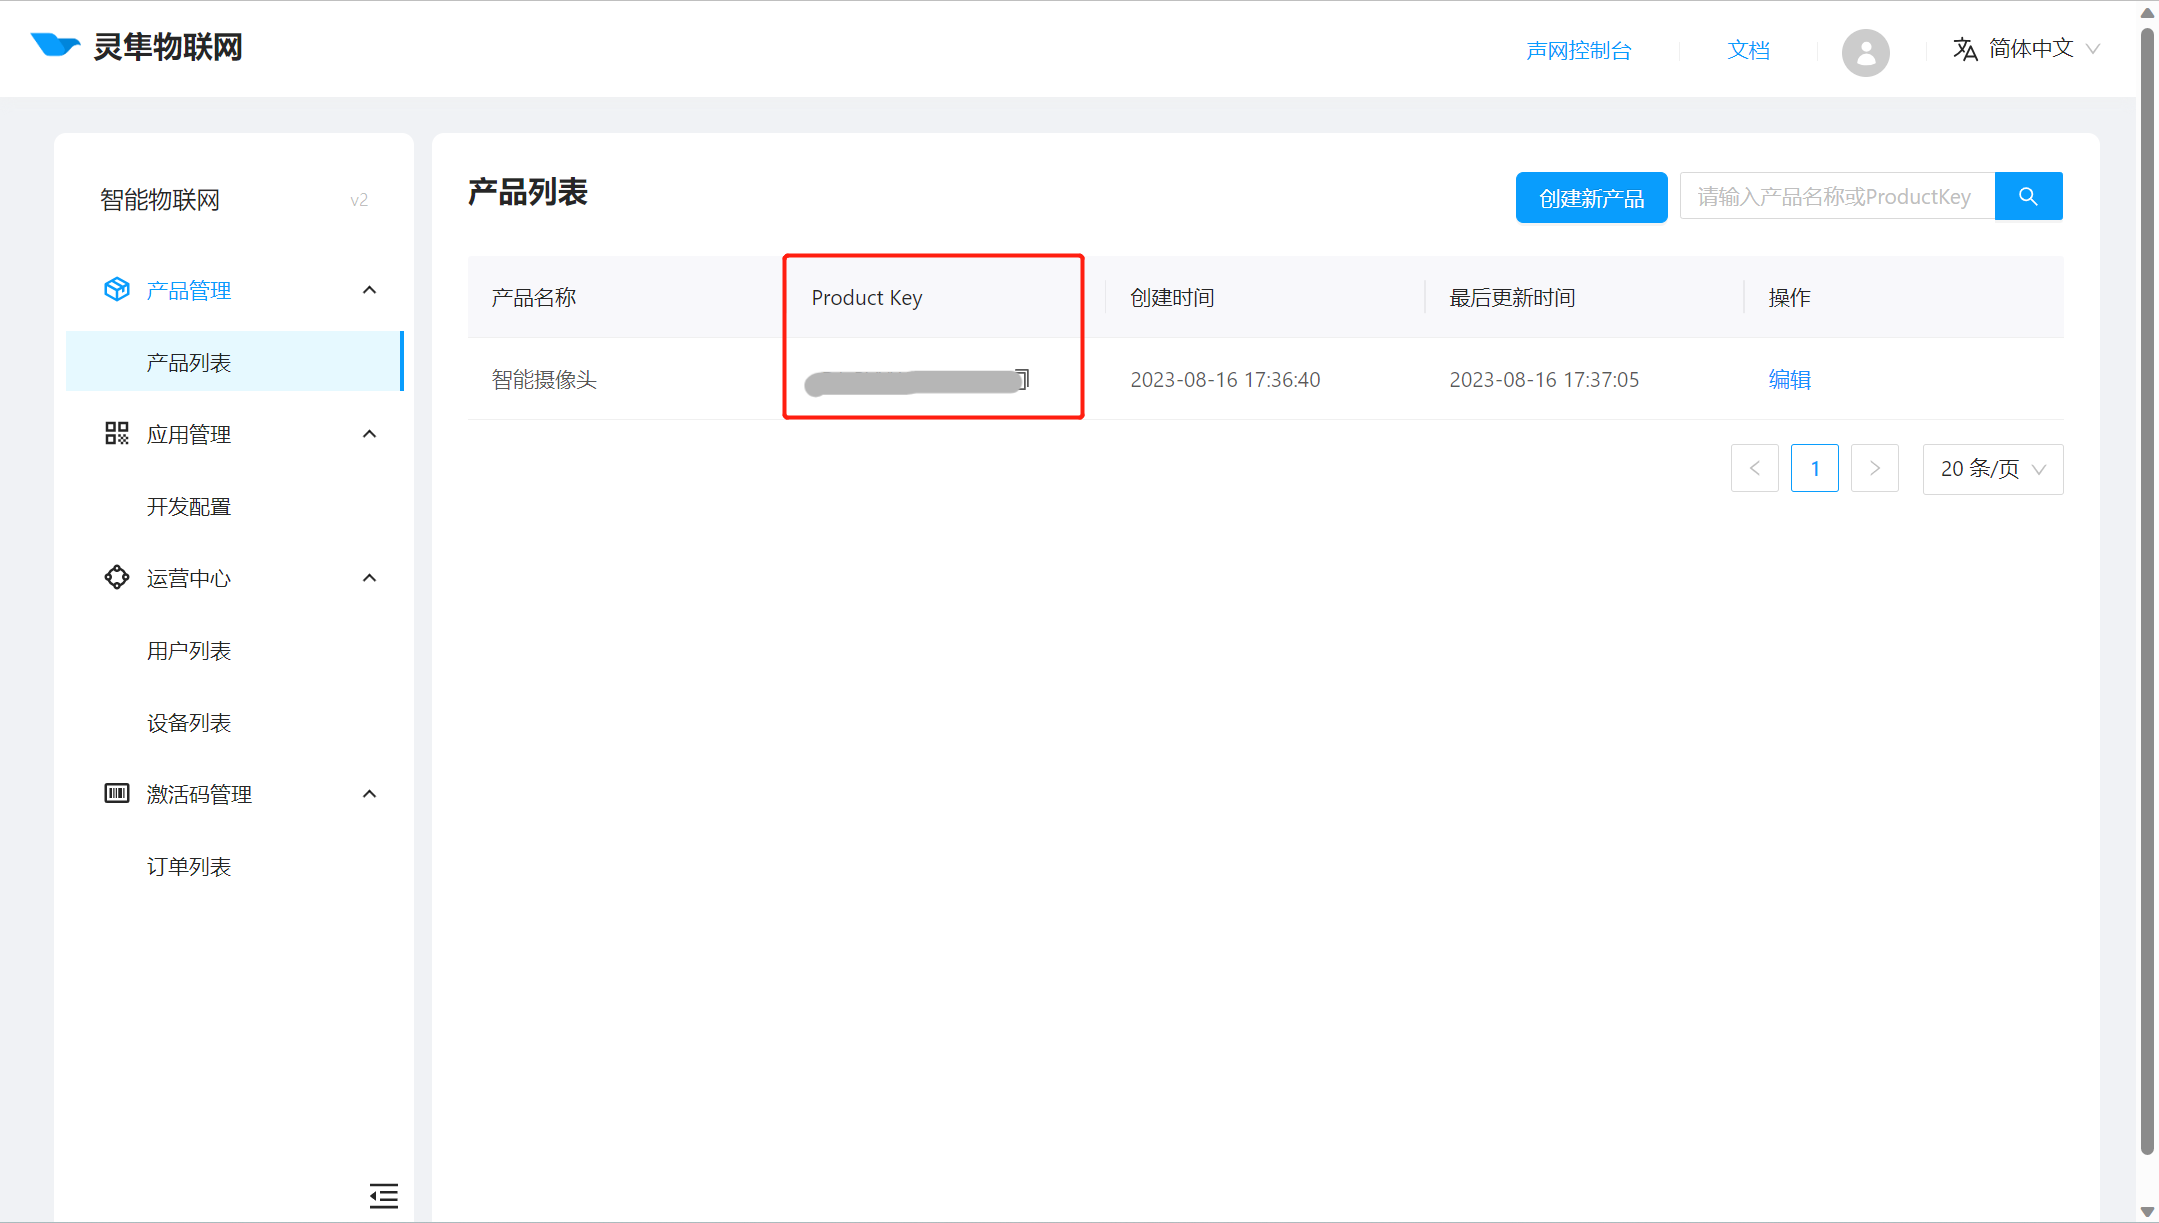 灵隼物联网
声网控制台
文档
简体中文
智能物联网 v2
产品管理
产品列表
应用管理
开发配置
运营中心
用户列表
设备列表
激活码管理
订单列表
产品列表
创建新产品
请输入产品名称或ProductKey
产品名称 Product Key 创建时间 最后更新时间 操作
智能摄像头 2023-08-16 17:36:40 2023-08-16 17:37:05 编辑
1
20 条/页